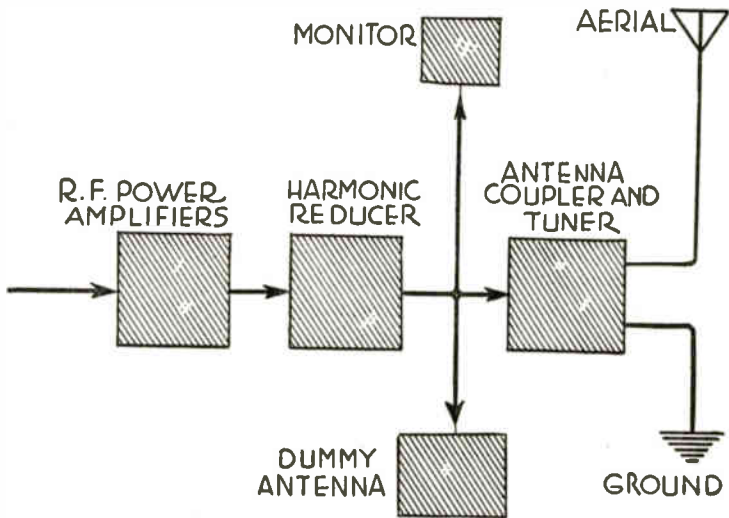 MONITOR
AERIAL
R.F. POWER
AMPLIFIERS
HARMONIC
REDUCER
ANTENNA
COUPLER AND
TUNER
DUMMY
ANTENNA
GROUND